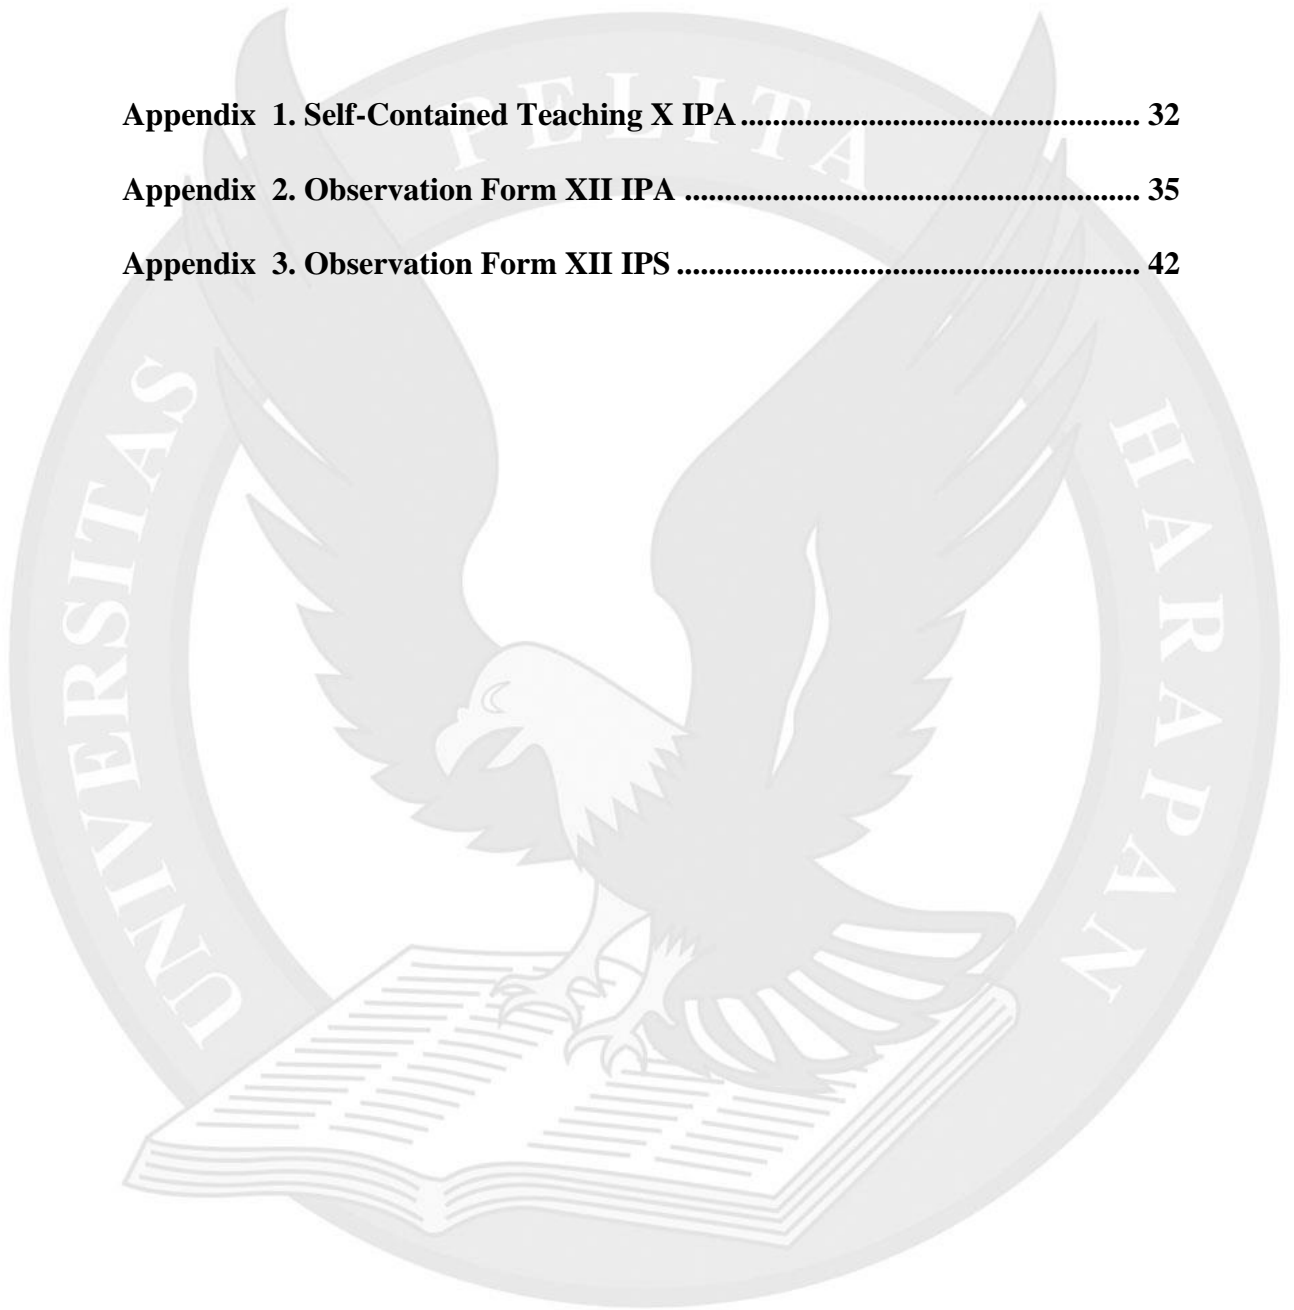 Appendix  1. Self-Contained Teaching X IPA .................................................. 32
Appendix  2. Observation Form XII IPA ......................................................... 35
Appendix  3. Observation Form XII IPS .......................................................... 42
UNIVERSITAS PELITA HARAPAN